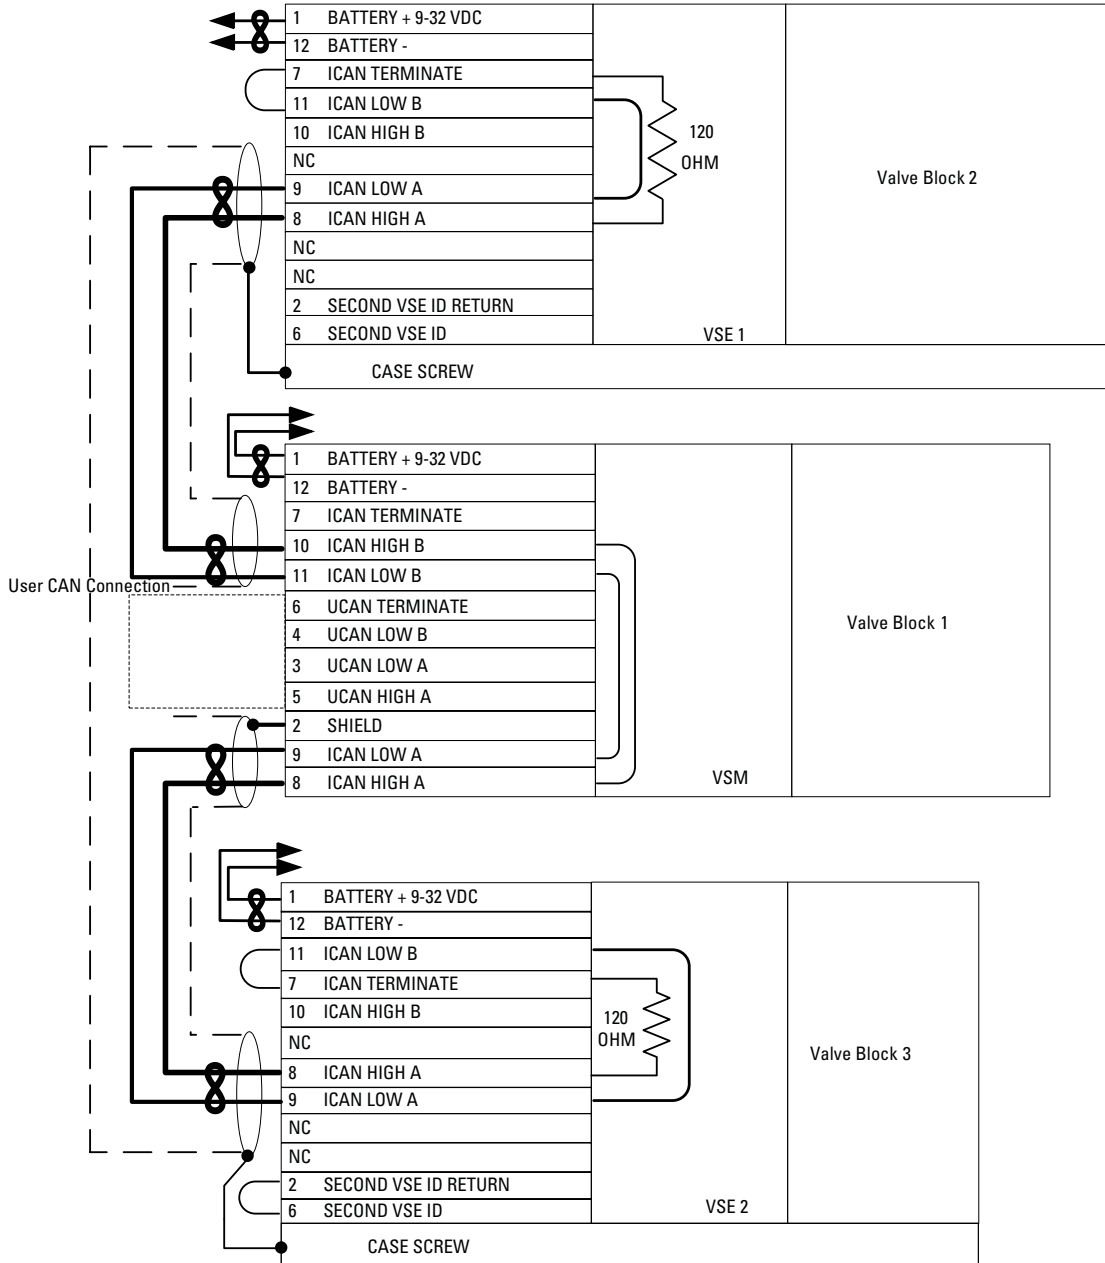 1 BATTERY + 9-32 VDC
12 BATTERY -
7 ICAN TERMINATE
11 ICAN LOW B
10 ICAN HIGH B
NC
9 ICAN LOW A
8 ICAN HIGH A
NC
NC
2 SECOND VSE ID RETURN
6 SECOND VSE ID
CASE SCREW
120
OHM
VSE 1
Valve Block 2
1 BATTERY + 9-32 VDC
12 BATTERY -
7 ICAN TERMINATE
10 ICAN HIGH B
11 ICAN LOW B
User CAN Connection
6 UCAN TERMINATE
4 UCAN LOW B
3 UCAN LOW A
5 UCAN HIGH A
2 SHIELD
9 ICAN LOW A
8 ICAN HIGH A
VSM
Valve Block 1
1 BATTERY + 9-32 VDC
12 BATTERY -
11 ICAN LOW B
7 ICAN TERMINATE
10 ICAN HIGH B
NC
8 ICAN HIGH A
9 ICAN LOW A
NC
NC
2 SECOND VSE ID RETURN
6 SECOND VSE ID
CASE SCREW
120
OHM
VSE 2
Valve Block 3